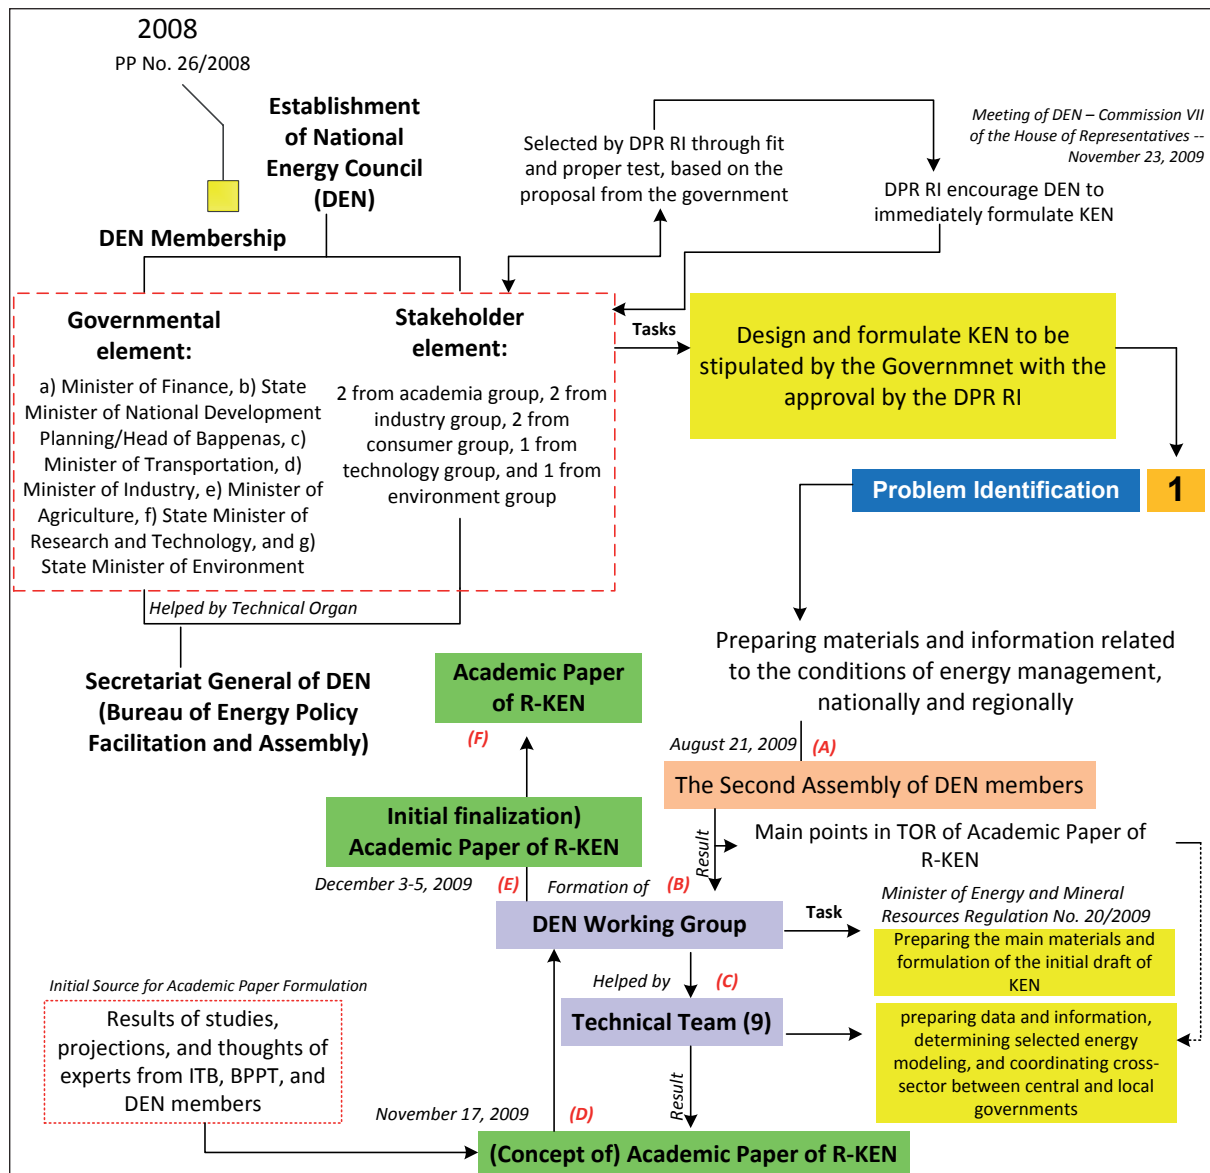 2008
PP No. 26/2008
Establishment
of National
Energy Council
(DEN)
DEN Membership
Selected by DPR RI through fit
and proper test, based on the
proposal from the government
Meeting of DEN – Commission VII
of the House of Representatives --
November 23, 2009
DPR RI encourage DEN to
immediately formulate KEN
Governmental
element:
a) Minister of Finance, b) State
Minister of National Development
Planning/Head of Bappenas, c)
Minister of Transportation, d)
Minister of Industry, e) Minister of
Agriculture, f) State Minister of
Research and Technology, and g)
State Minister of Environment
Stakeholder
element:
2 from academia group, 2 from
industry group, 2 from
consumer group, 1 from
technology group, and 1 from
environment group
Tasks
Design and formulate KEN to be
stipulated by the Governmnet with the
approval by the DPR RI
Problem Identification
1
Helped by Technical Organ
Secretariat General of DEN
(Bureau of Energy Policy
Facilitation and Assembly)
Preparing materials and information related
to the conditions of energy management,
nationally and regionally
August 21, 2009
(A)
The Second Assembly of DEN members
Result
Main points in TOR of Academic Paper of
R-KEN
Academic Paper
of R-KEN
(F)
Initial finalization)
Academic Paper of R-KEN
December 3-5, 2009
(E)
Formation of
(B)
DEN Working Group
Task
Minister of Energy and Mineral
Resources Regulation No. 20/2009
Preparing the main materials and
formulation of the initial draft of
KEN
Helped by
(C)
Technical Team (9)
preparing data and information,
determining selected energy
modeling, and coordinating cross-
sector between central and local
governments
Initial Source for Academic Paper Formulation
Results of studies,
projections, and thoughts of
experts from ITB, BPPT, and
DEN members
November 17, 2009
(D)
Result
(Concept of) Academic Paper of R-KEN